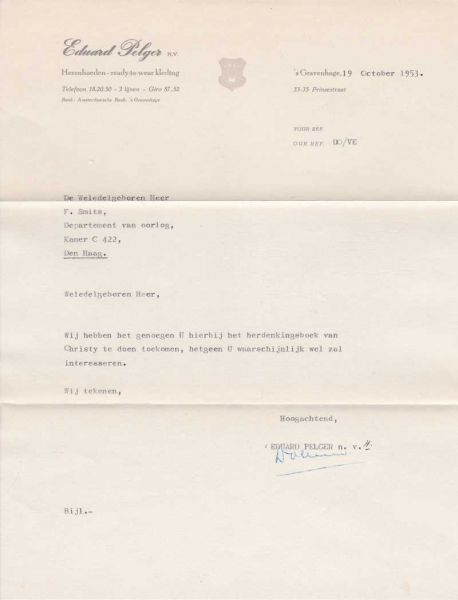 Eduard Pelger N.V.
Herenhoeden - ready-to-wear kleding
Telefoon 18.20.50 - 3 lijnen - Giro 87.52
Bank: Amsterdamsche Bank, 's-Gravenhage
's Gravenhage, 19 October 1953.
33-35 Prinsestraat
YOUR REF.
OUR REF. DO/VE
De Weledelgeboren Heer
F. Smits,
Departement van oorlog,
Kamer C 422,
Den Haag.
Weledelgeboren Heer,
Wij hebben het genoegen U hierbij het herdenkingsboek van
Christy te doen toekomen, hetgeen U waarschijnlijk wel zal
interesseren.
Wij tekenen,
Hoogachtend,
( EDUARD PELGER n. v.
Bijl.-